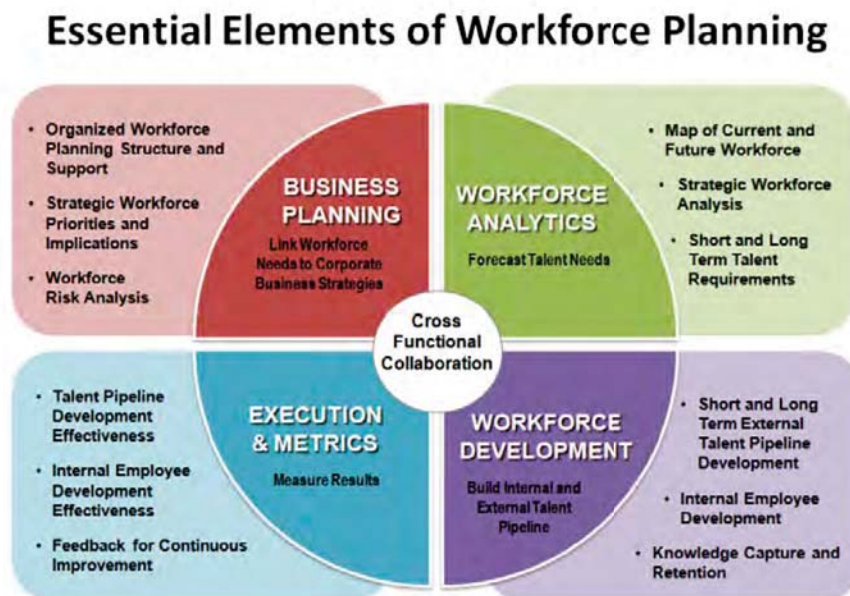 Essential Elements of Workforce Planning
• Organized Workforce
Planning Structure and
Support
• Strategic Workforce
Priorities and
Implications
• Workforce
Risk Analysis
BUSINESS
PLANNING
Link Workforce
Needs to Corporate
Business Strategies
WORKFORCE
ANALYTICS
Forecast Talent Needs
• Map of Current and
Future Workforce
• Strategic Workforce
Analysis
• Short and Long
Term Talent
Requirements
Cross
Functional
Collaboration
• Talent Pipeline
Development
Effectiveness
• Internal Employee
Development
Effectiveness
• Feedback for Continuous
Improvement
EXECUTION
& METRICS
Measure Results
WORKFORCE
DEVELOPMENT
Build Internal and
External Talent
Pipeline
• Short and Long
Term External
Talent Pipeline
Development
• Internal Employee
Development
• Knowledge Capture and
Retention